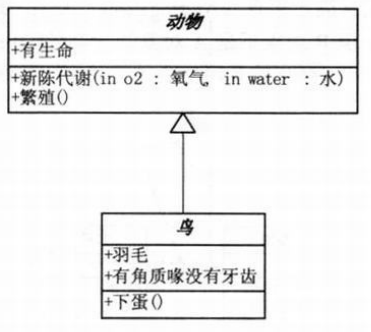 动物
+有生命
+新陈代谢(in o2 : 氧气, in water : 水)
+繁殖()
鸟
+羽毛
+有角质喙没有牙齿
+下蛋()